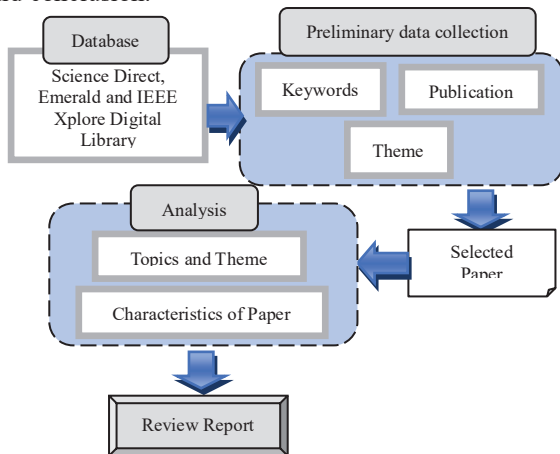 conclusion.
Database
Science Direct,
Emerald and IEEE
Xplore Digital
Library
Preliminary data collection
Keywords
Publication
Theme
Selected
Paper
Analysis
Topics and Theme
Characteristics of Paper
Review Report